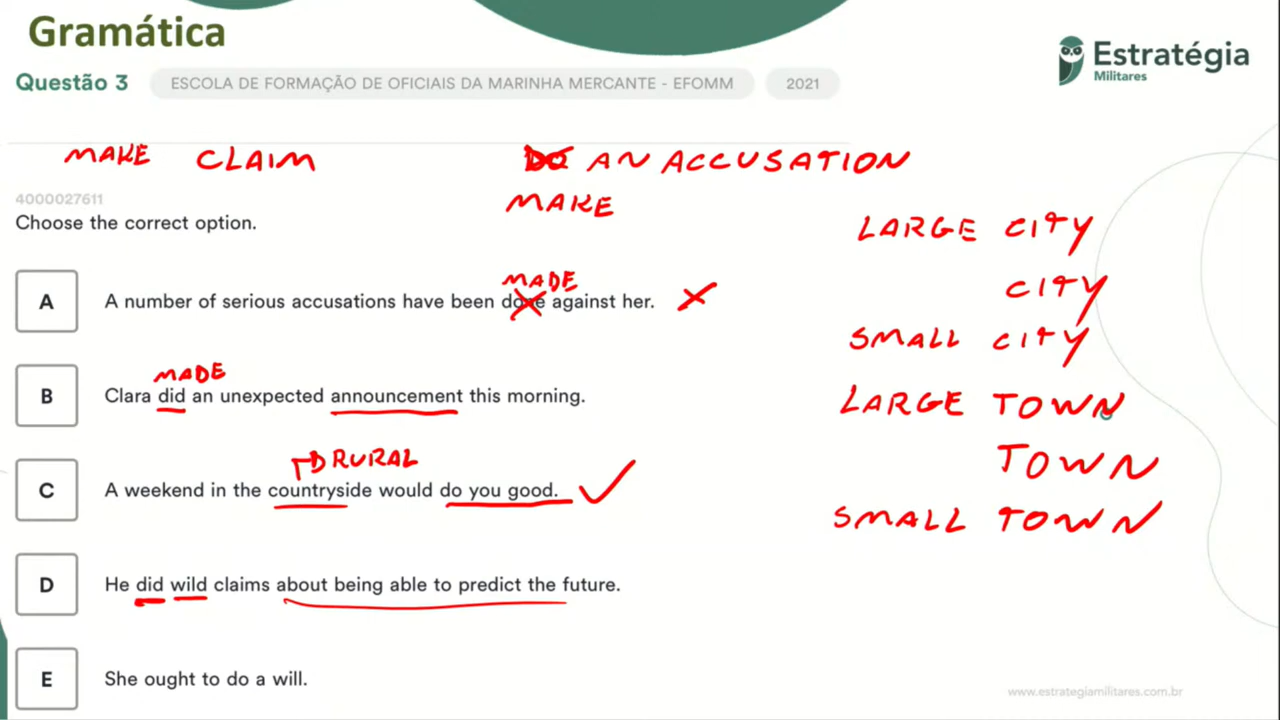 Gramática
Estratégia
Militares
Questão 3 ESCOLA DE FORMAÇÃO DE OFICIAIS DA MARINHA MERCANTE - EFOMM 2021
MAKE CLAIM DO AN ACCUSATION
MAKE
4000027611
Choose the correct option.
LARGE CITY
MADE
A A number of serious accusations have been done against her.
CITY
SMALL CITY
MADE
B Clara did an unexpected announcement this morning.
LARGE TOWN
RURAL
TOWN
C A weekend in the countryside would do you good.
SMALL TOWN
D He did wild claims about being able to predict the future.
E She ought to do a will.
www.estrategiamilitares.com.br